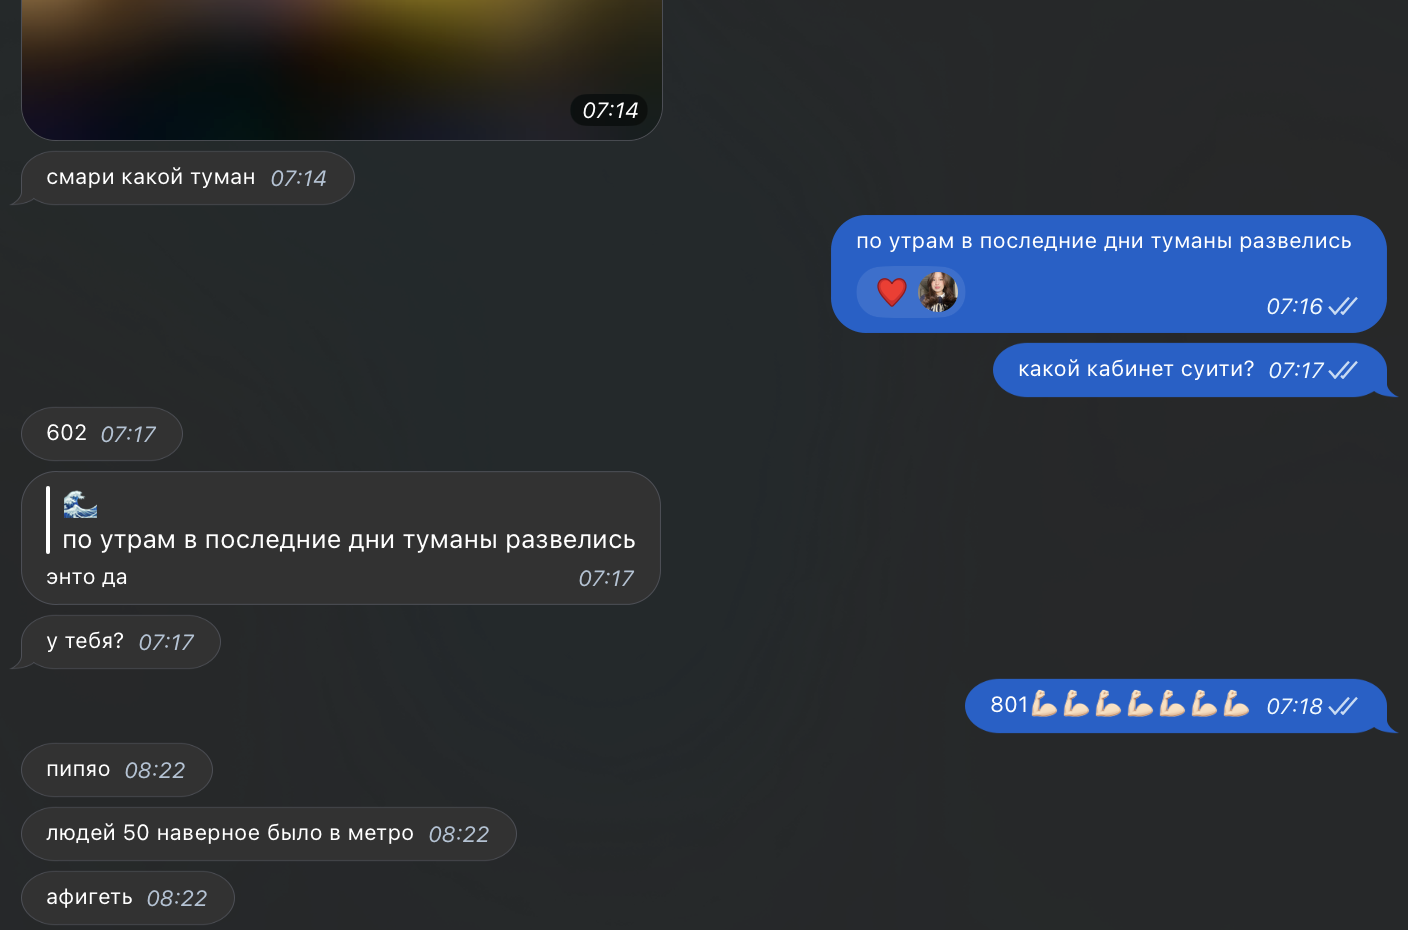 07:14
смари какой туман 07:14
по утрам в последние дни туманы развелись
❤️ 07:16
какой кабинет суити? 07:17
602 07:17
🌊
по утрам в последние дни туманы развелись
энто да 07:17
у тебя? 07:17
801💪🏻💪🏻💪🏻💪🏻💪🏻💪🏻💪🏻 07:18
пипяо 08:22
людей 50 наверное было в метро 08:22
афигеть 08:22